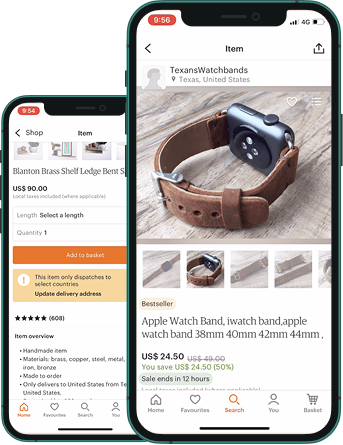 9:54
Shop
Item
Blanton Brass Shelf Ledge Bent S
US$ 90.00
Local taxes included (where applicable)
Length Select a length
Quantity 1
Add to basket
This item only dispatches to
select countries
Update delivery address
★★★★★ (608)
Item overview
• Handmade item
• Materials: brass, copper, steel, metal,
iron, bronze
• Made to order
• Only delivers to United States from Te
United States.
Home
Favourites
Search
You
9:56
4G
Item
TexansWatchbands
Texas, United States
Bestseller
Apple Watch Band, iwatch band,apple
watch band 38mm 40mm 42mm 44mm ,
US$ 24.50 US$ 49.00
You save US$ 24.50 (50%)
Sale ends in 12 hours
Home
Favourites
Search
You
Basket